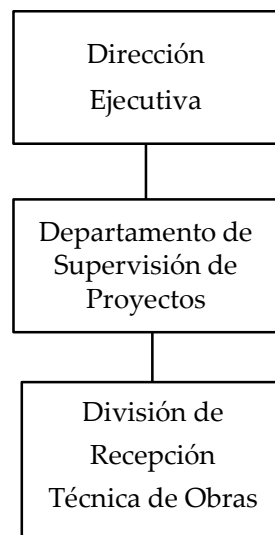 Dirección
Ejecutiva
Departamento de
Supervisión de
Proyectos
División de
Recepción
Técnica de Obras